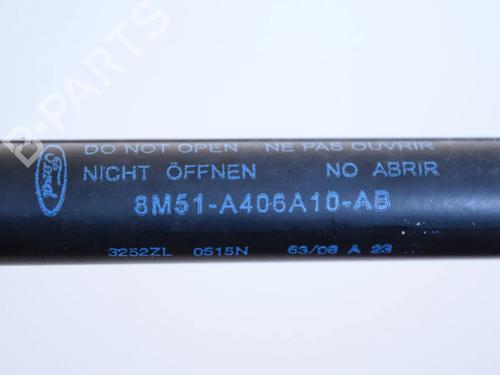 DO NOT OPEN NE PAS OUVRIR
Ford NICHT ÖFFNEN NO ABRIR
8M51-A406A10-AB
3252ZL 0515N 63/08 A 23
B-PARTS